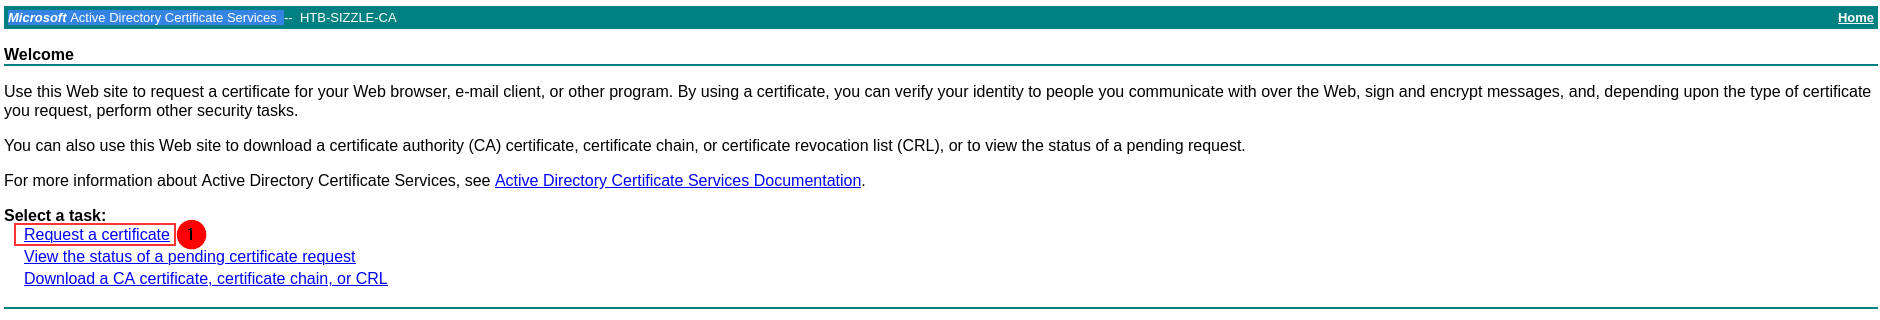 Microsoft Active Directory Certificate Services -- HTB-SIZZLE-CA Home
Welcome
Use this Web site to request a certificate for your Web browser, e-mail client, or other program. By using a certificate, you can verify your identity to people you communicate with over the Web, sign and encrypt messages, and, depending upon the type of certificate
you request, perform other security tasks.
You can also use this Web site to download a certificate authority (CA) certificate, certificate chain, or certificate revocation list (CRL), or to view the status of a pending request.
For more information about Active Directory Certificate Services, see Active Directory Certificate Services Documentation.
Select a task:
Request a certificate 1
View the status of a pending certificate request
Download a CA certificate, certificate chain, or CRL